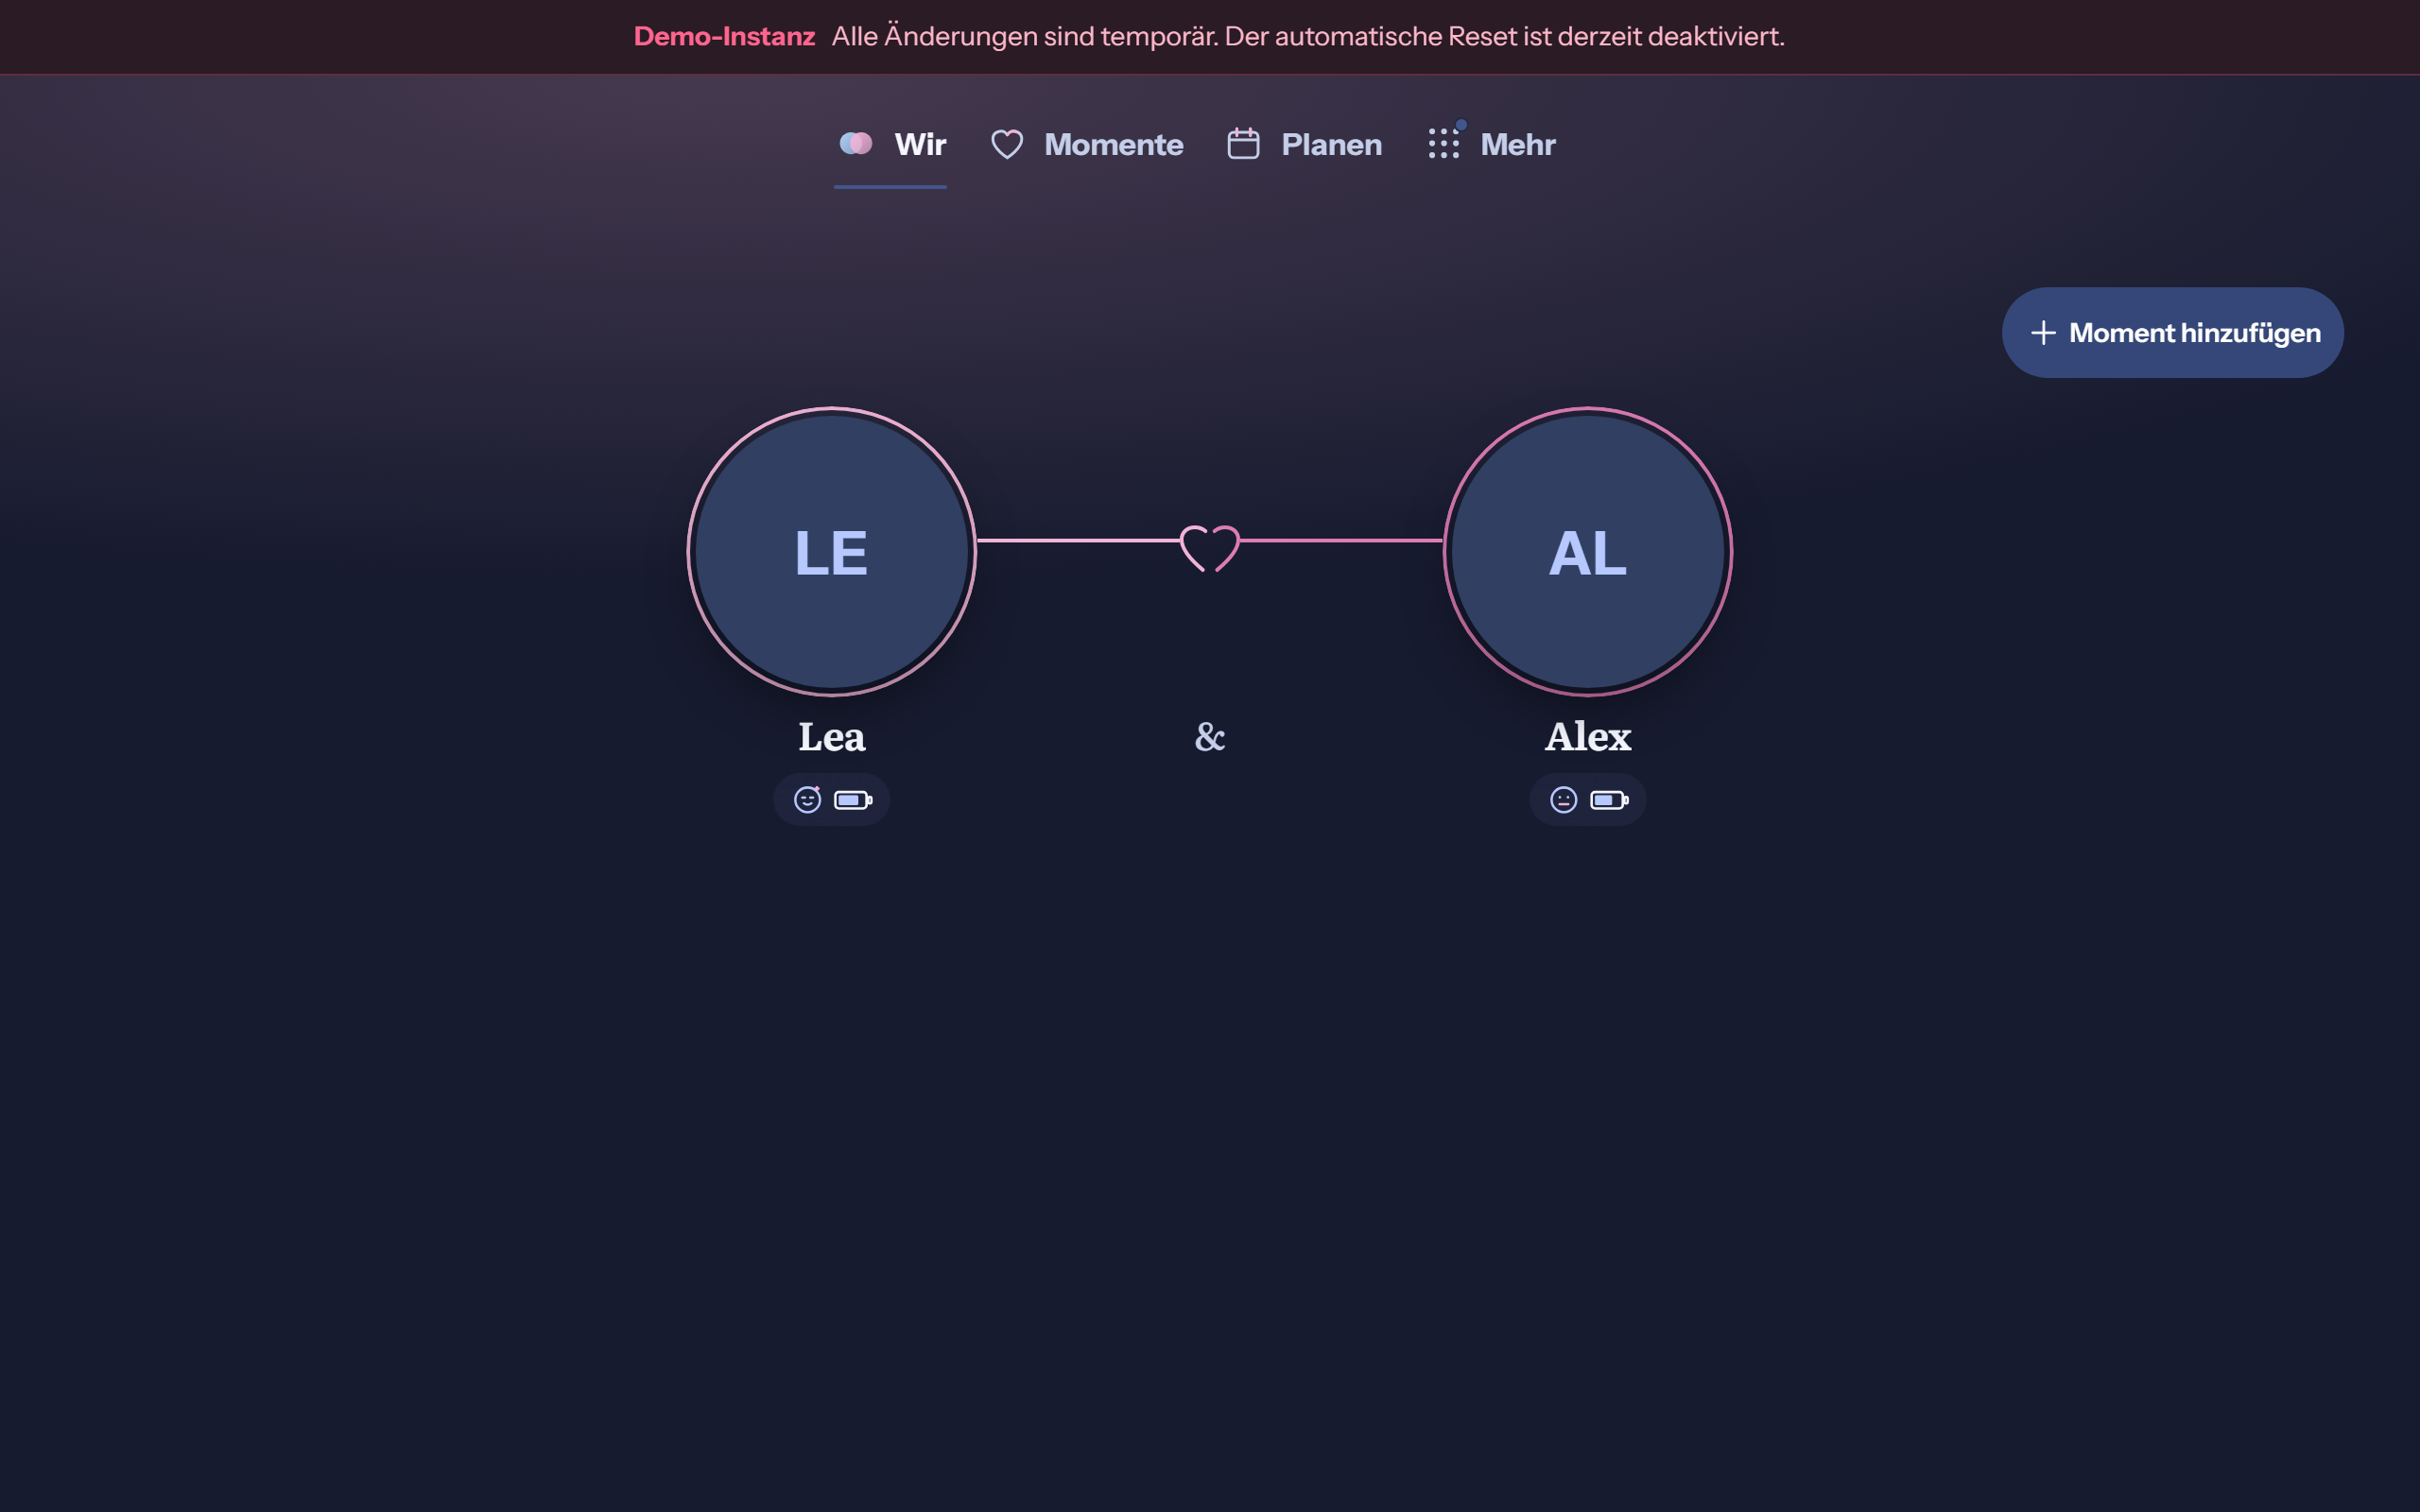 Demo-Instanz Alle Änderungen sind temporär. Der automatische Reset ist derzeit deaktiviert.
Wir Momente Planen Mehr
Moment hinzufügen
LE AL
Lea & Alex